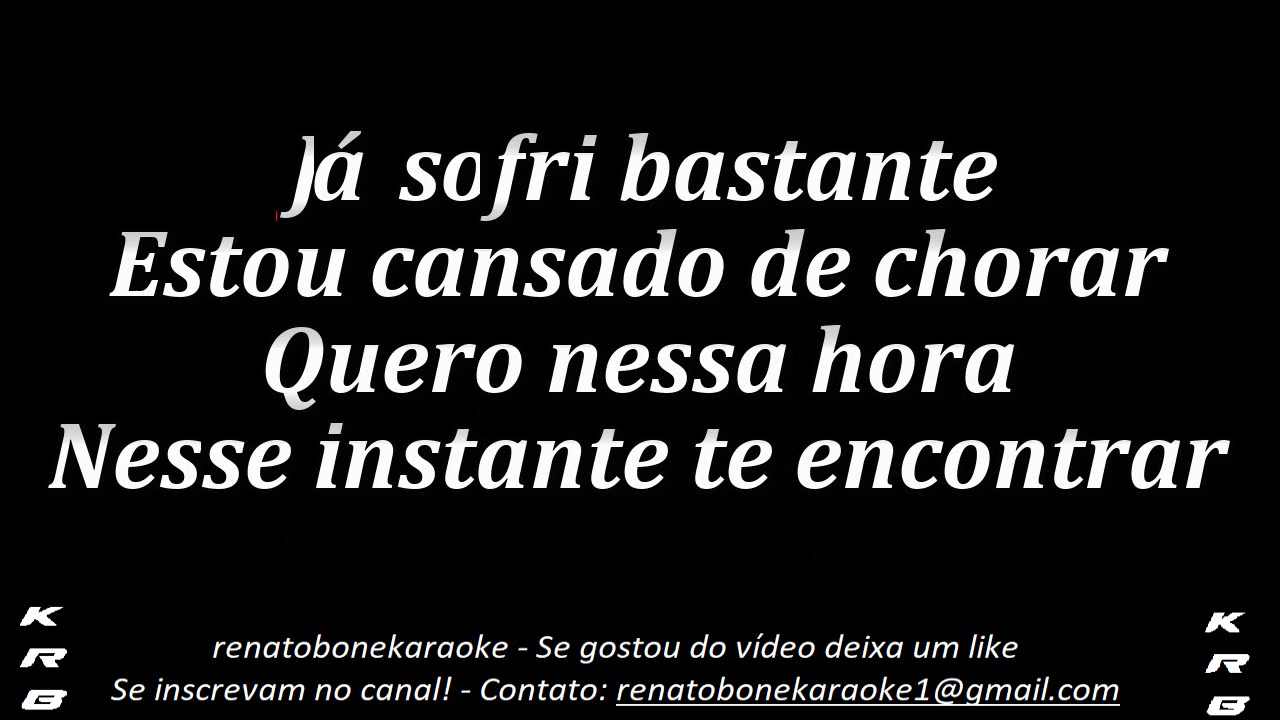 Já sofri bastante
Estou cansado de chorar
Quero nessa hora
Nesse instante te encontrar
K
R
B
renatobonekaraoke - Se gostou do vídeo deixa um like
Se inscrevam no canal! - Contato: renatobonekaraoke1@gmail.com
K
R
B